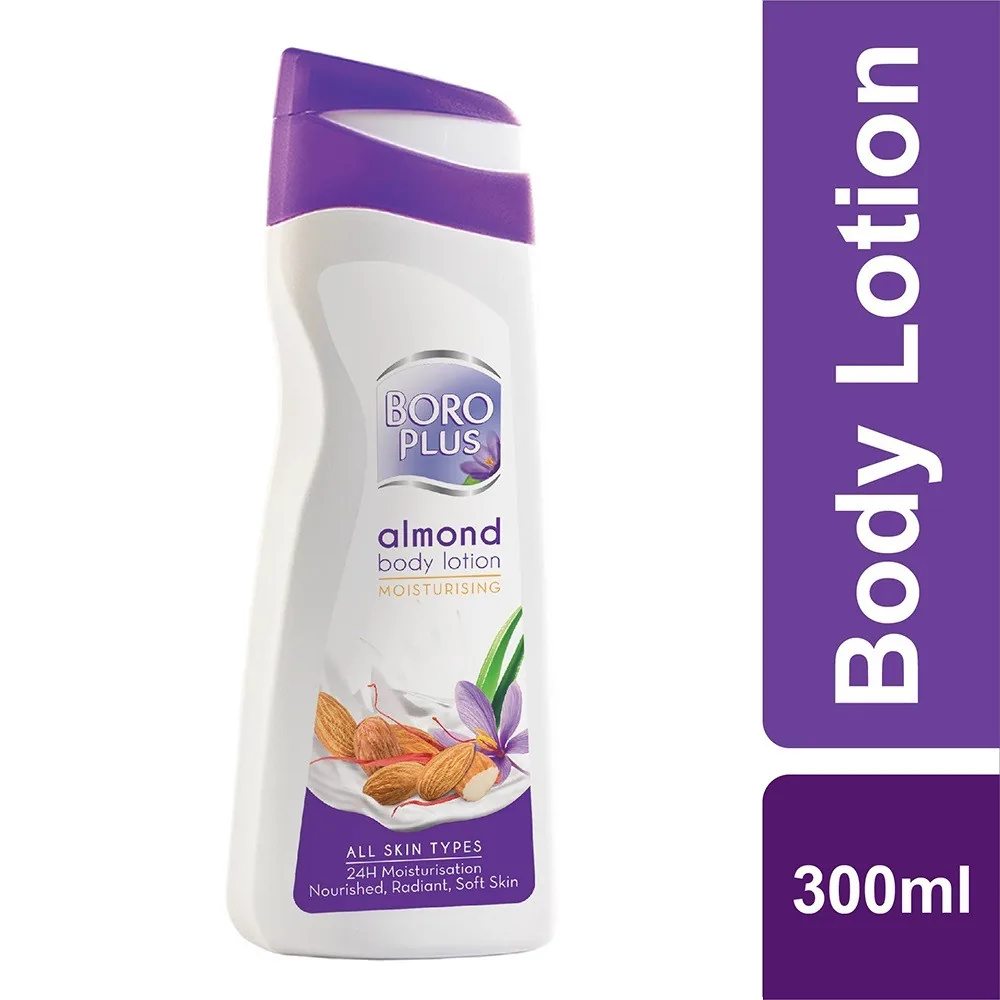 BORO
PLUS
almond
body lotion
MOISTURISING
ALL SKIN TYPES
24H Moisturisation
Nourished, Radiant, Soft Skin
Body Lotion
300ml